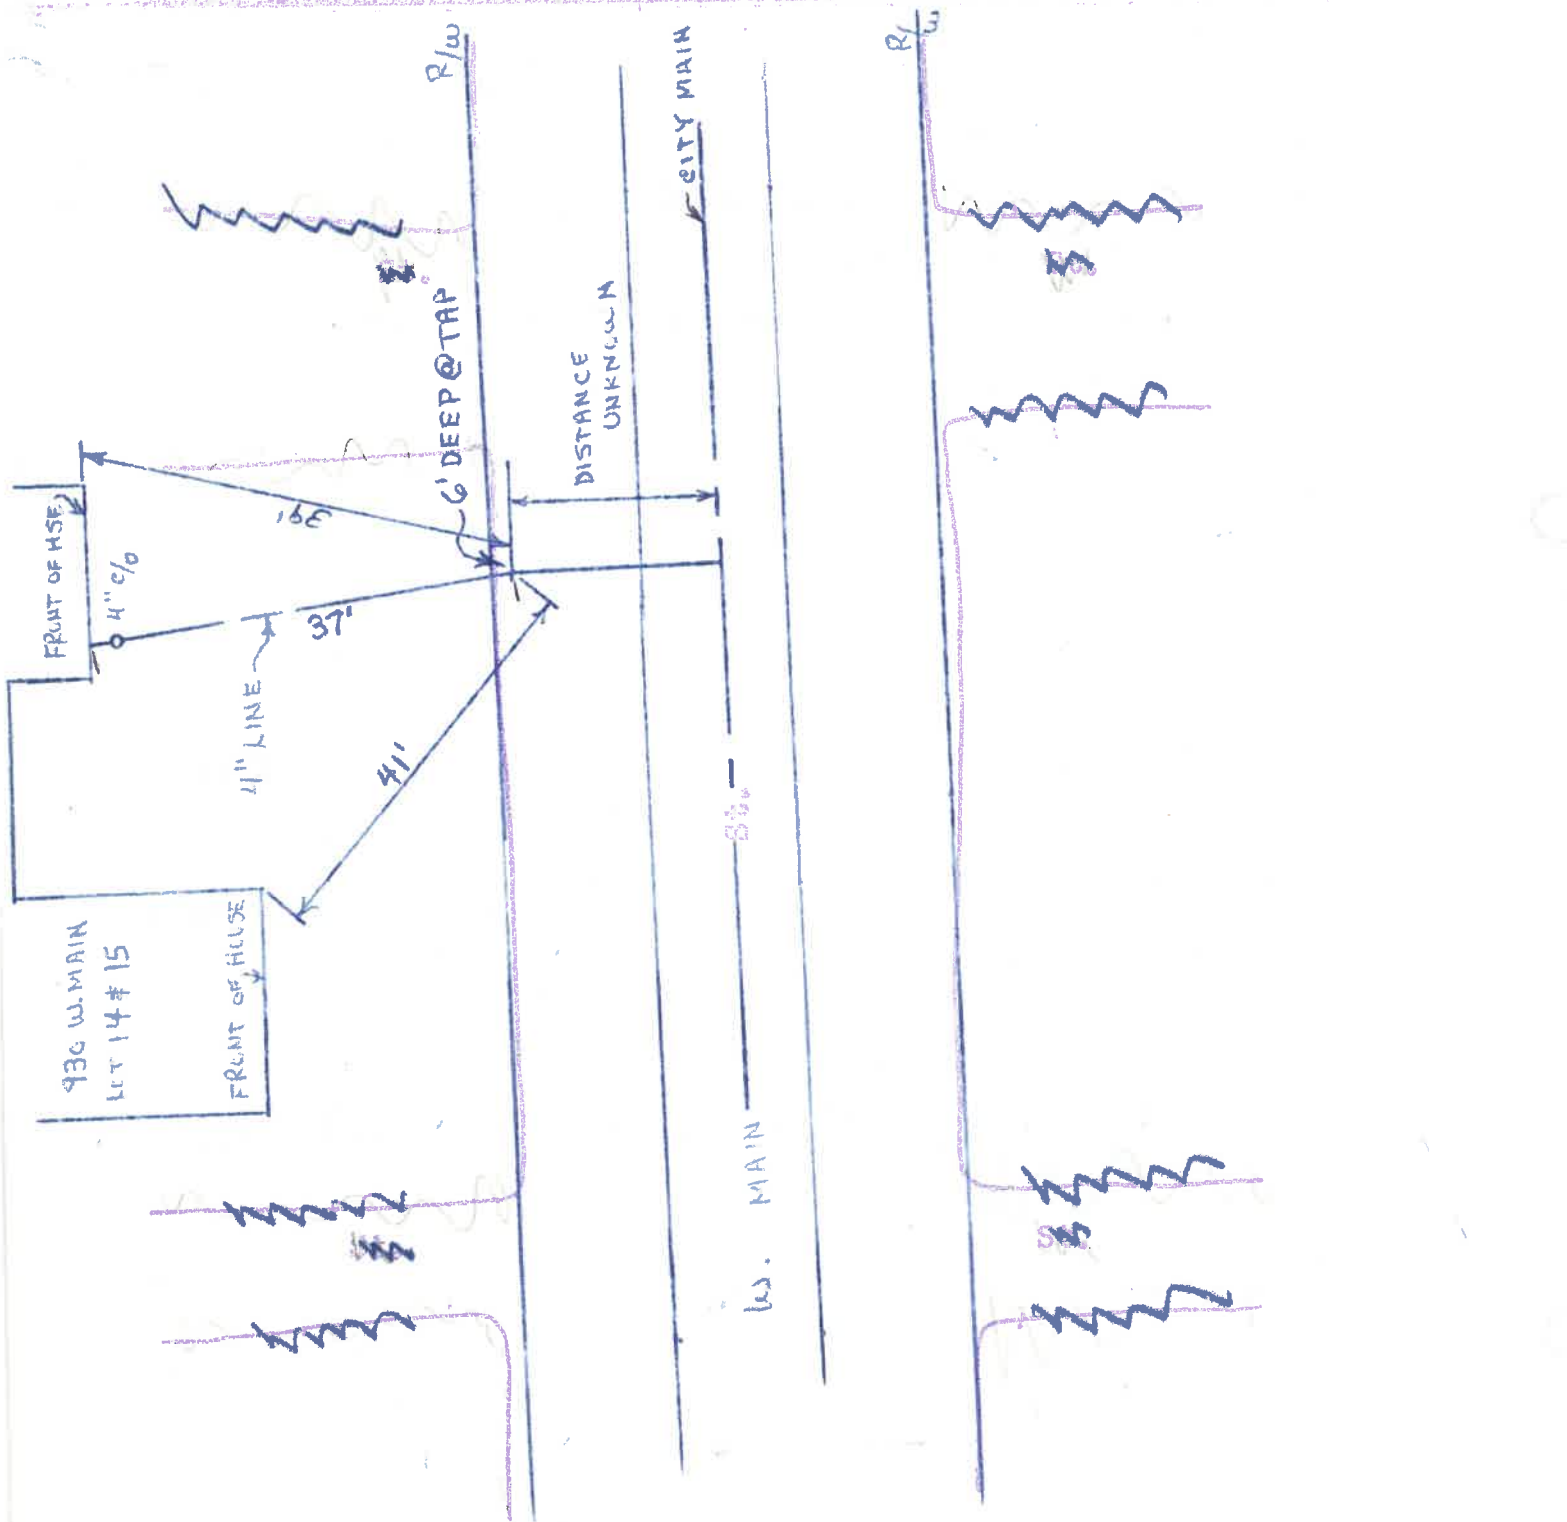 R/W
R/W
CITY MAIN
6' DEEP@TAP
DISTANCE
UNKNOWN
FRONT OF HSE
4" C/O
39'
37'
4" LINE
41'
930 W. MAIN
LOT 14 & 15
FRONT OF HOUSE
W. MAIN